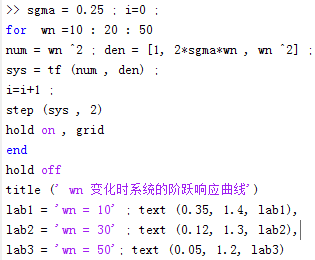 >> sgma = 0.25 ; i=0 ;
for  wn =10 : 20 : 50
num = wn ^2 ; den = [1, 2*sgma*wn , wn ^2] ;
sys = tf (num , den) ;
i=i+1 ;
step (sys , 2)
hold on , grid
end
hold off
title (' wn 变化时系统的阶跃响应曲线')
lab1 = 'wn = 10' ; text (0.35, 1.4, lab1),
lab2 = 'wn = 30' ; text (0.12, 1.3, lab2),
lab3 = 'wn = 50'; text (0.05, 1.2, lab3)